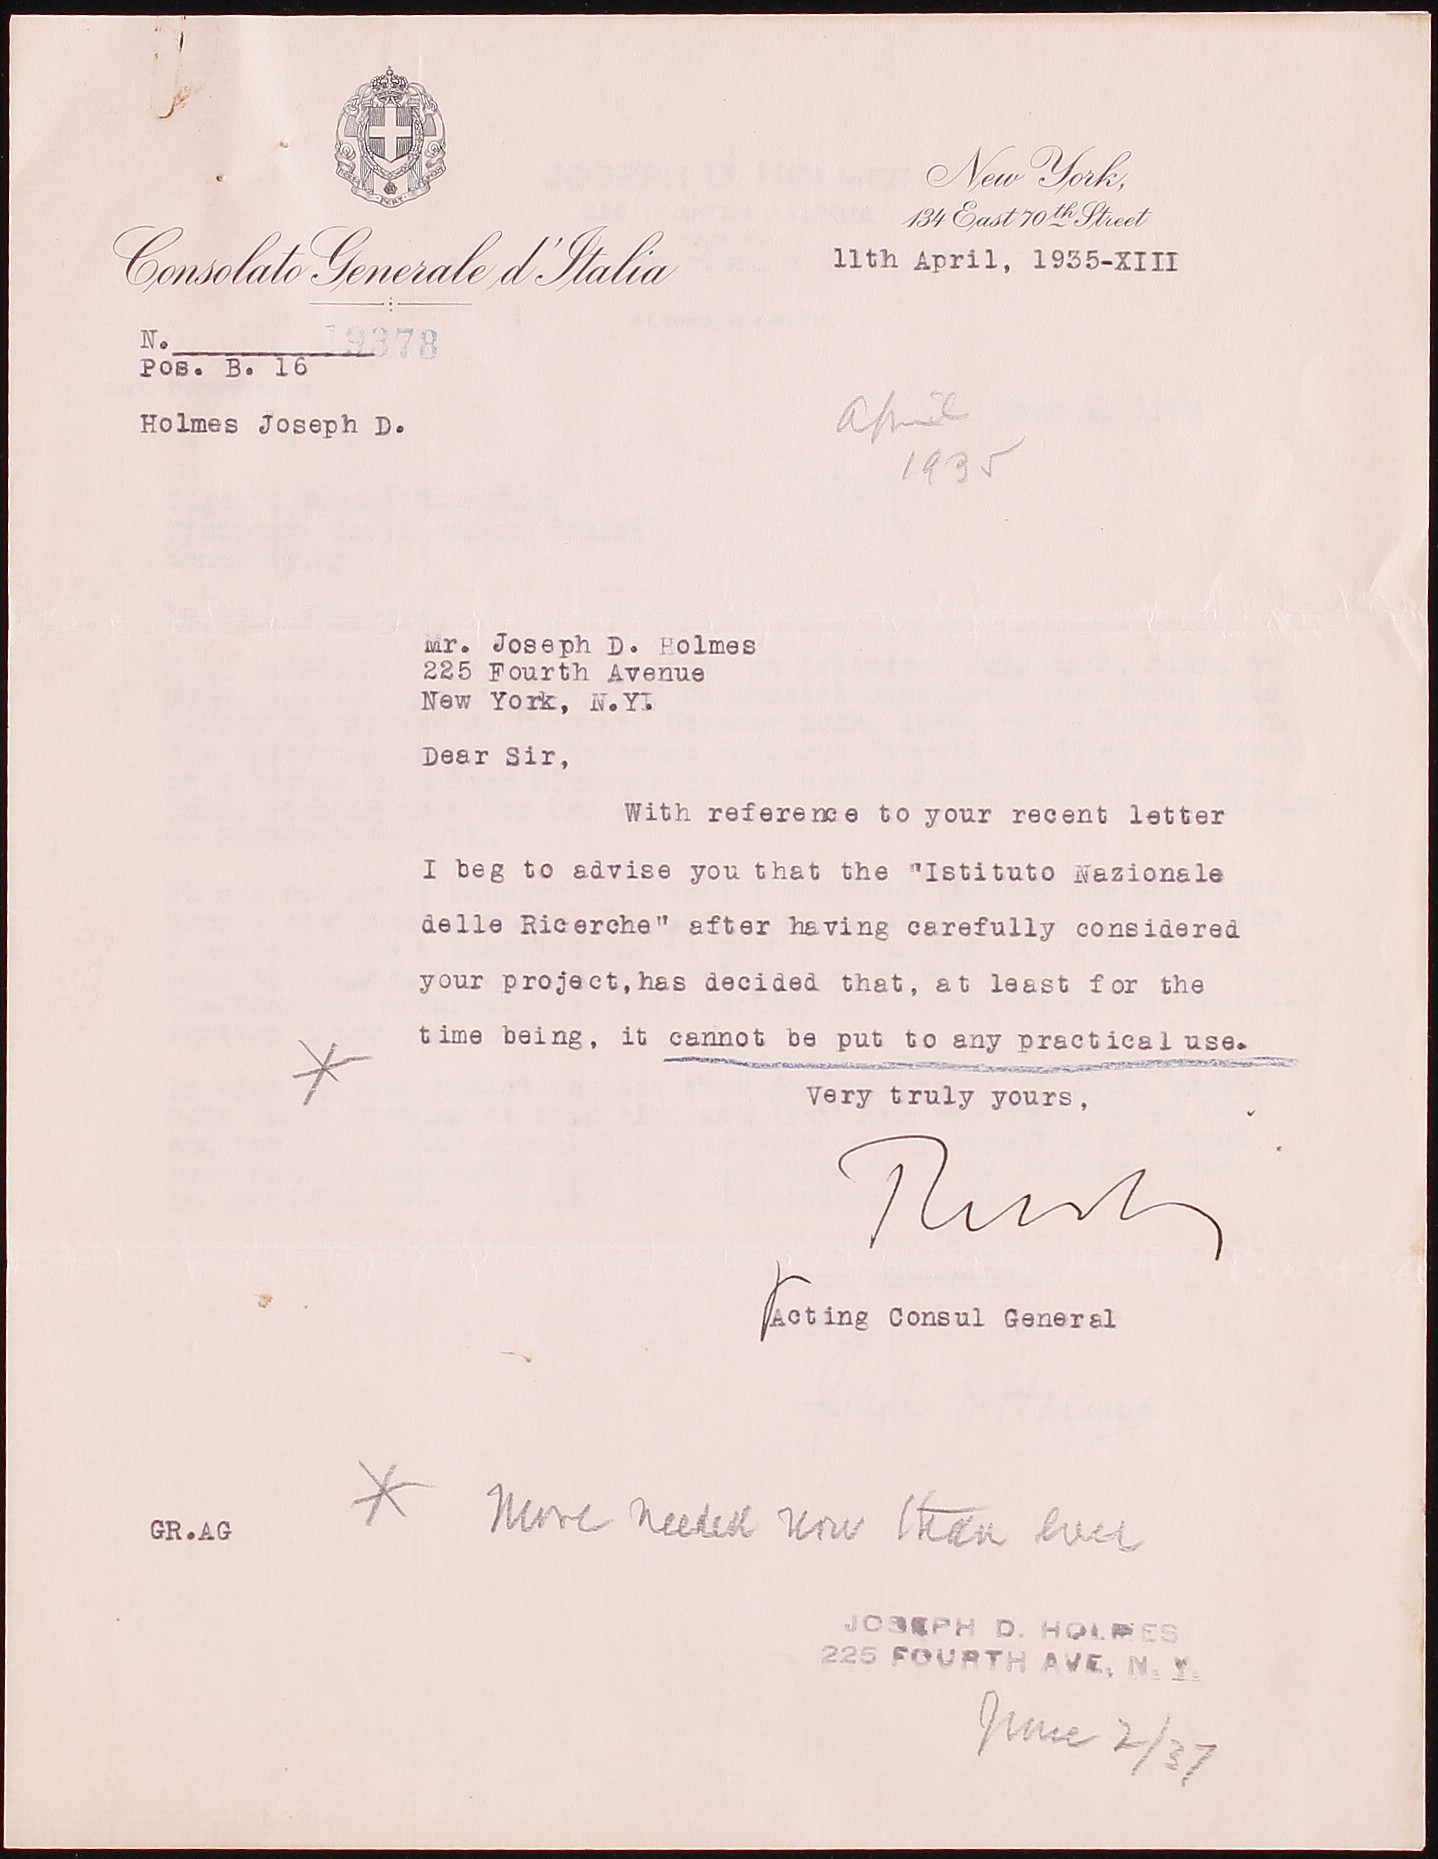 New York,
134 East 70th Street
Consolato Generale d'Italia
11th April, 1935-XIII
N. 19378
Pos. B. 16
Holmes Joseph D.
April
1935
Mr. Joseph D. Holmes
225 Fourth Avenue
New York, N.Y.
Dear Sir,
With reference to your recent letter
I beg to advise you that the "Istituto Nazionale
delle Ricerche" after having carefully considered
your project, has decided that, at least for the
time being, it cannot be put to any practical use.
Very truly yours,
Acting Consul General
* More needed now than ever
GR.AG
JOSEPH D. HOLMES
225 FOURTH AVE. N. Y.
June 2/37